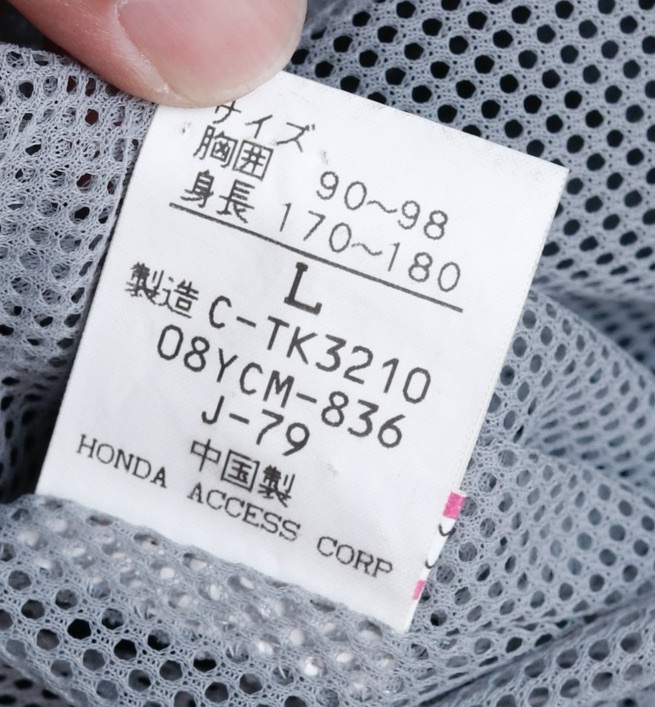 サイズ
胸囲 90~98
身長 170~180
L
製造 C-TK3210
08YCM-836
J-79
中国製
HONDA ACCESS CORP